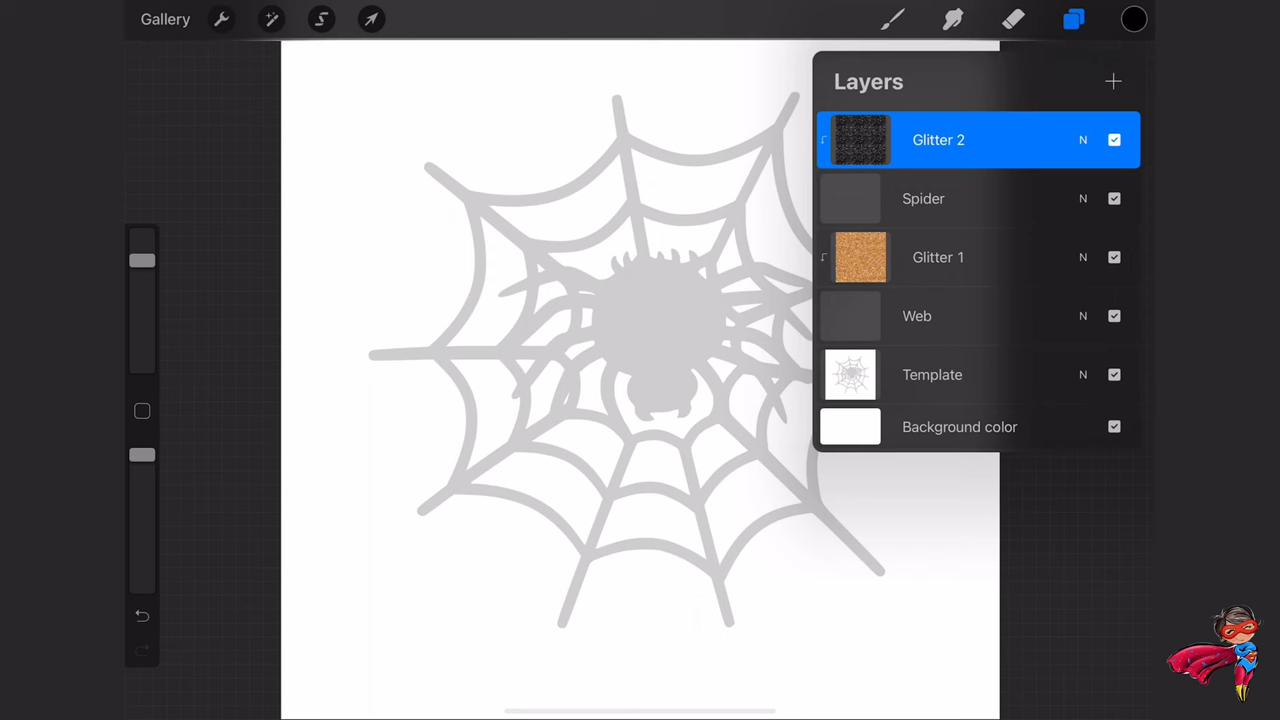 Gallery
Layers
Glitter 2 N
Spider N
Glitter 1 N
Web N
Template N
Background color